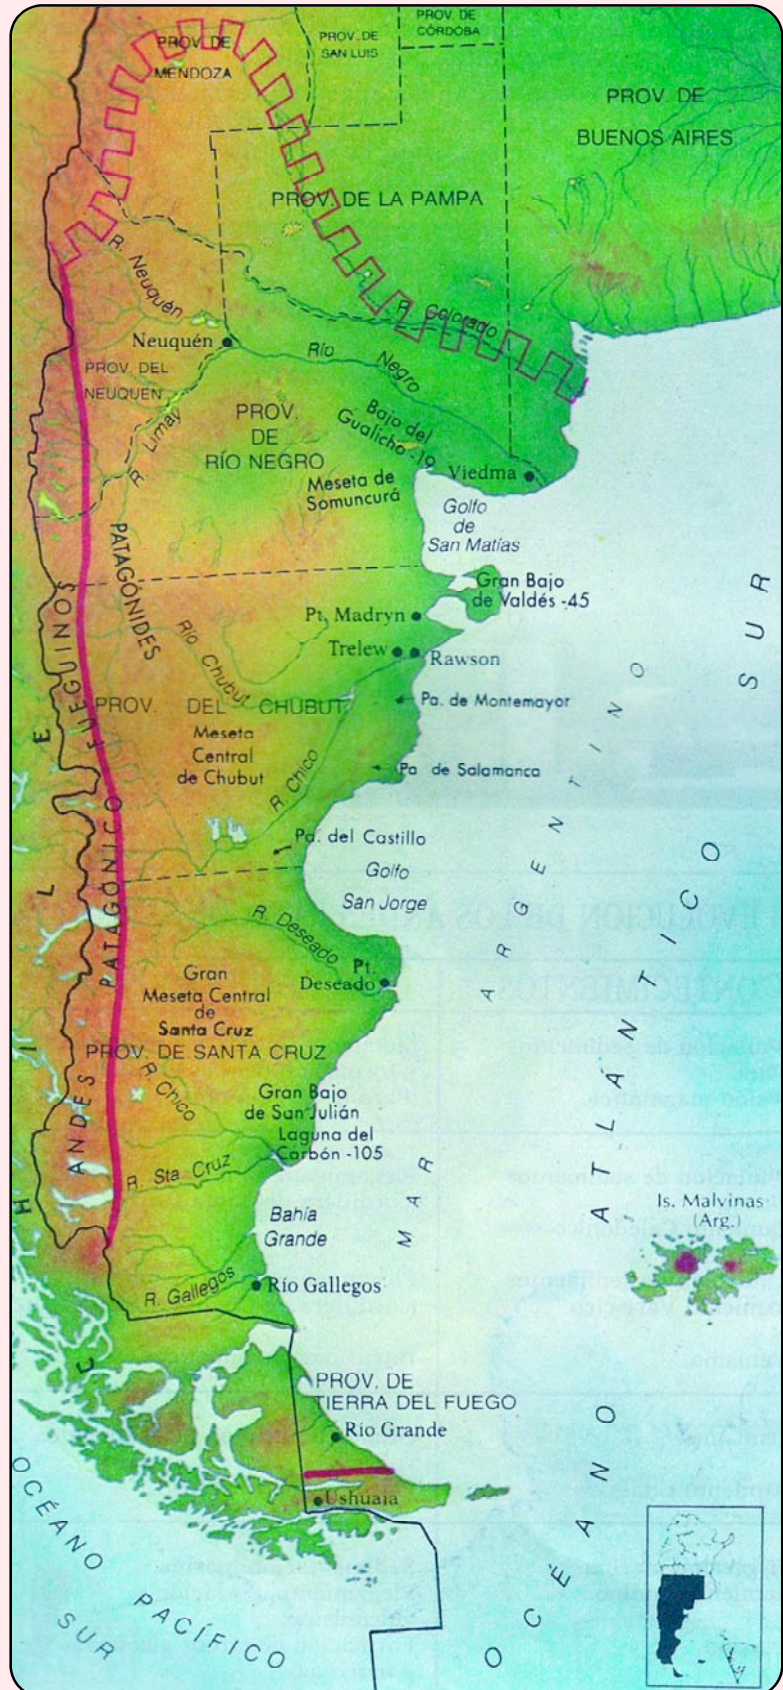 PROV. DE
CÓRDOBA
PROV. DE
SAN LUIS
PROV. DE
MENDOZA
PROV. DE
BUENOS AIRES
PROV. DE LA PAMPA
R. Neuquén
R. Colorado
Neuquén
Río Negro
PROV. DEL
NEUQUEN
R. Limay
PROV.
DE
RÍO NEGRO
Bajo del
Gualicho -19
Meseta de
Somuncurá
Viedma
Golfo
de
San Matías
PATAGÓNIDES
Gran Bajo
de Valdés -45
Pt. Madryn
Trelew
Rawson
Río Chubut
PROV. DEL CHUBUT
Pa. de Montemayor
Meseta
Central
de Chubut
R. Chico
Pa de Salamanca
Pa. del Castillo
Golfo
San Jorge
R. Deseado
Pt.
Deseado
Gran
Meseta Central
de
Santa Cruz
PROV. DE SANTA CRUZ
R. Chico
Gran Bajo
de San Julián
Laguna del
Carbón -105
R. Sta Cruz
Bahía
Grande
R. Gallegos
Río Gallegos
ANDES PATAGÓNICO FUEGUINOS
CHILE
MAR ARGENTINO
OCÉANO ATLÁNTICO SUR
Is. Malvinas
(Arg.)
PROV. DE
TIERRA DEL FUEGO
Río Grande
Ushuaia
OCÉANO PACÍFICO
SUR